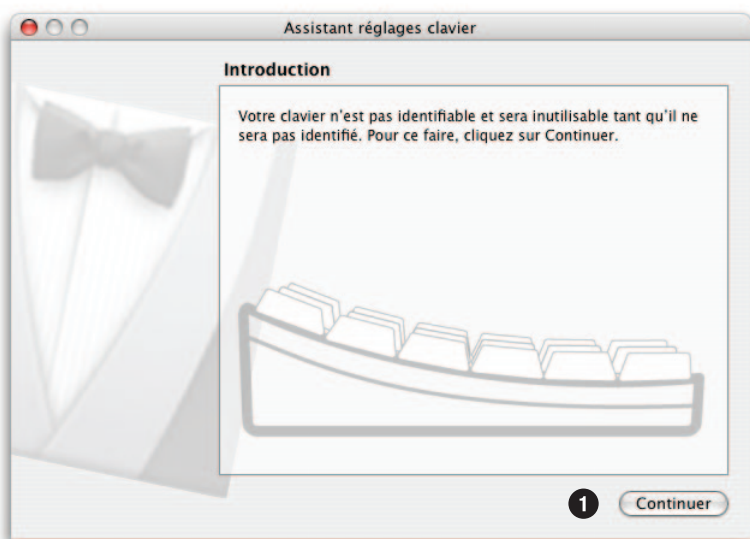 Assistant réglages clavier
Introduction
Votre clavier n'est pas identifiable et sera inutilisable tant qu'il ne
sera pas identifié. Pour ce faire, cliquez sur Continuer.
1 Continuer